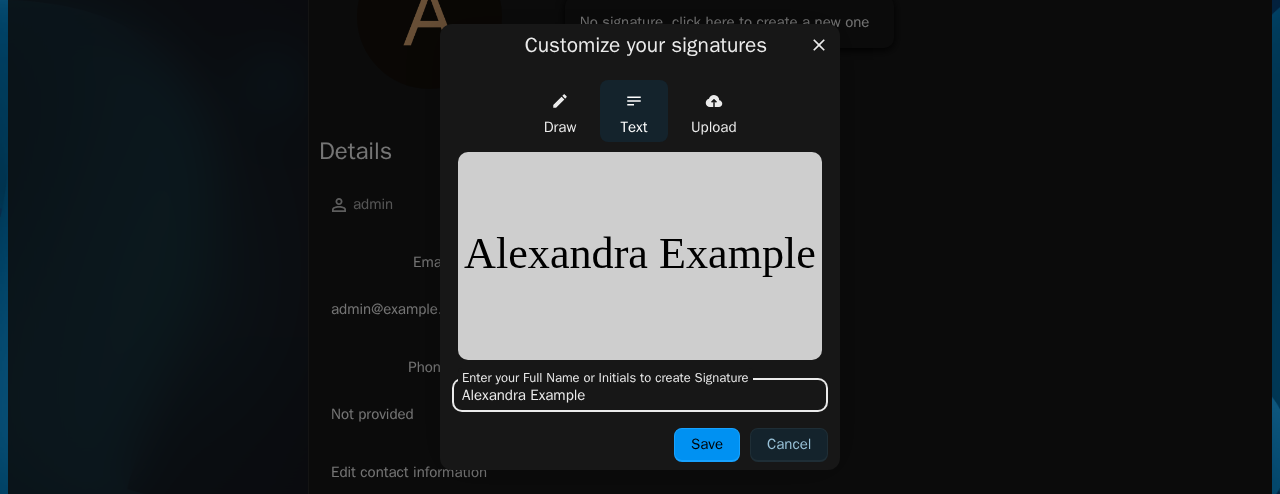 A
No signature, click here to create a new one
Customize your signatures
Draw
Text
Upload
Details
admin
Alexandra Example
Ema
admin@example.
Phon
Enter your Full Name or Initials to create Signature
Alexandra Example
Not provided
Save
Cancel
Edit contact information